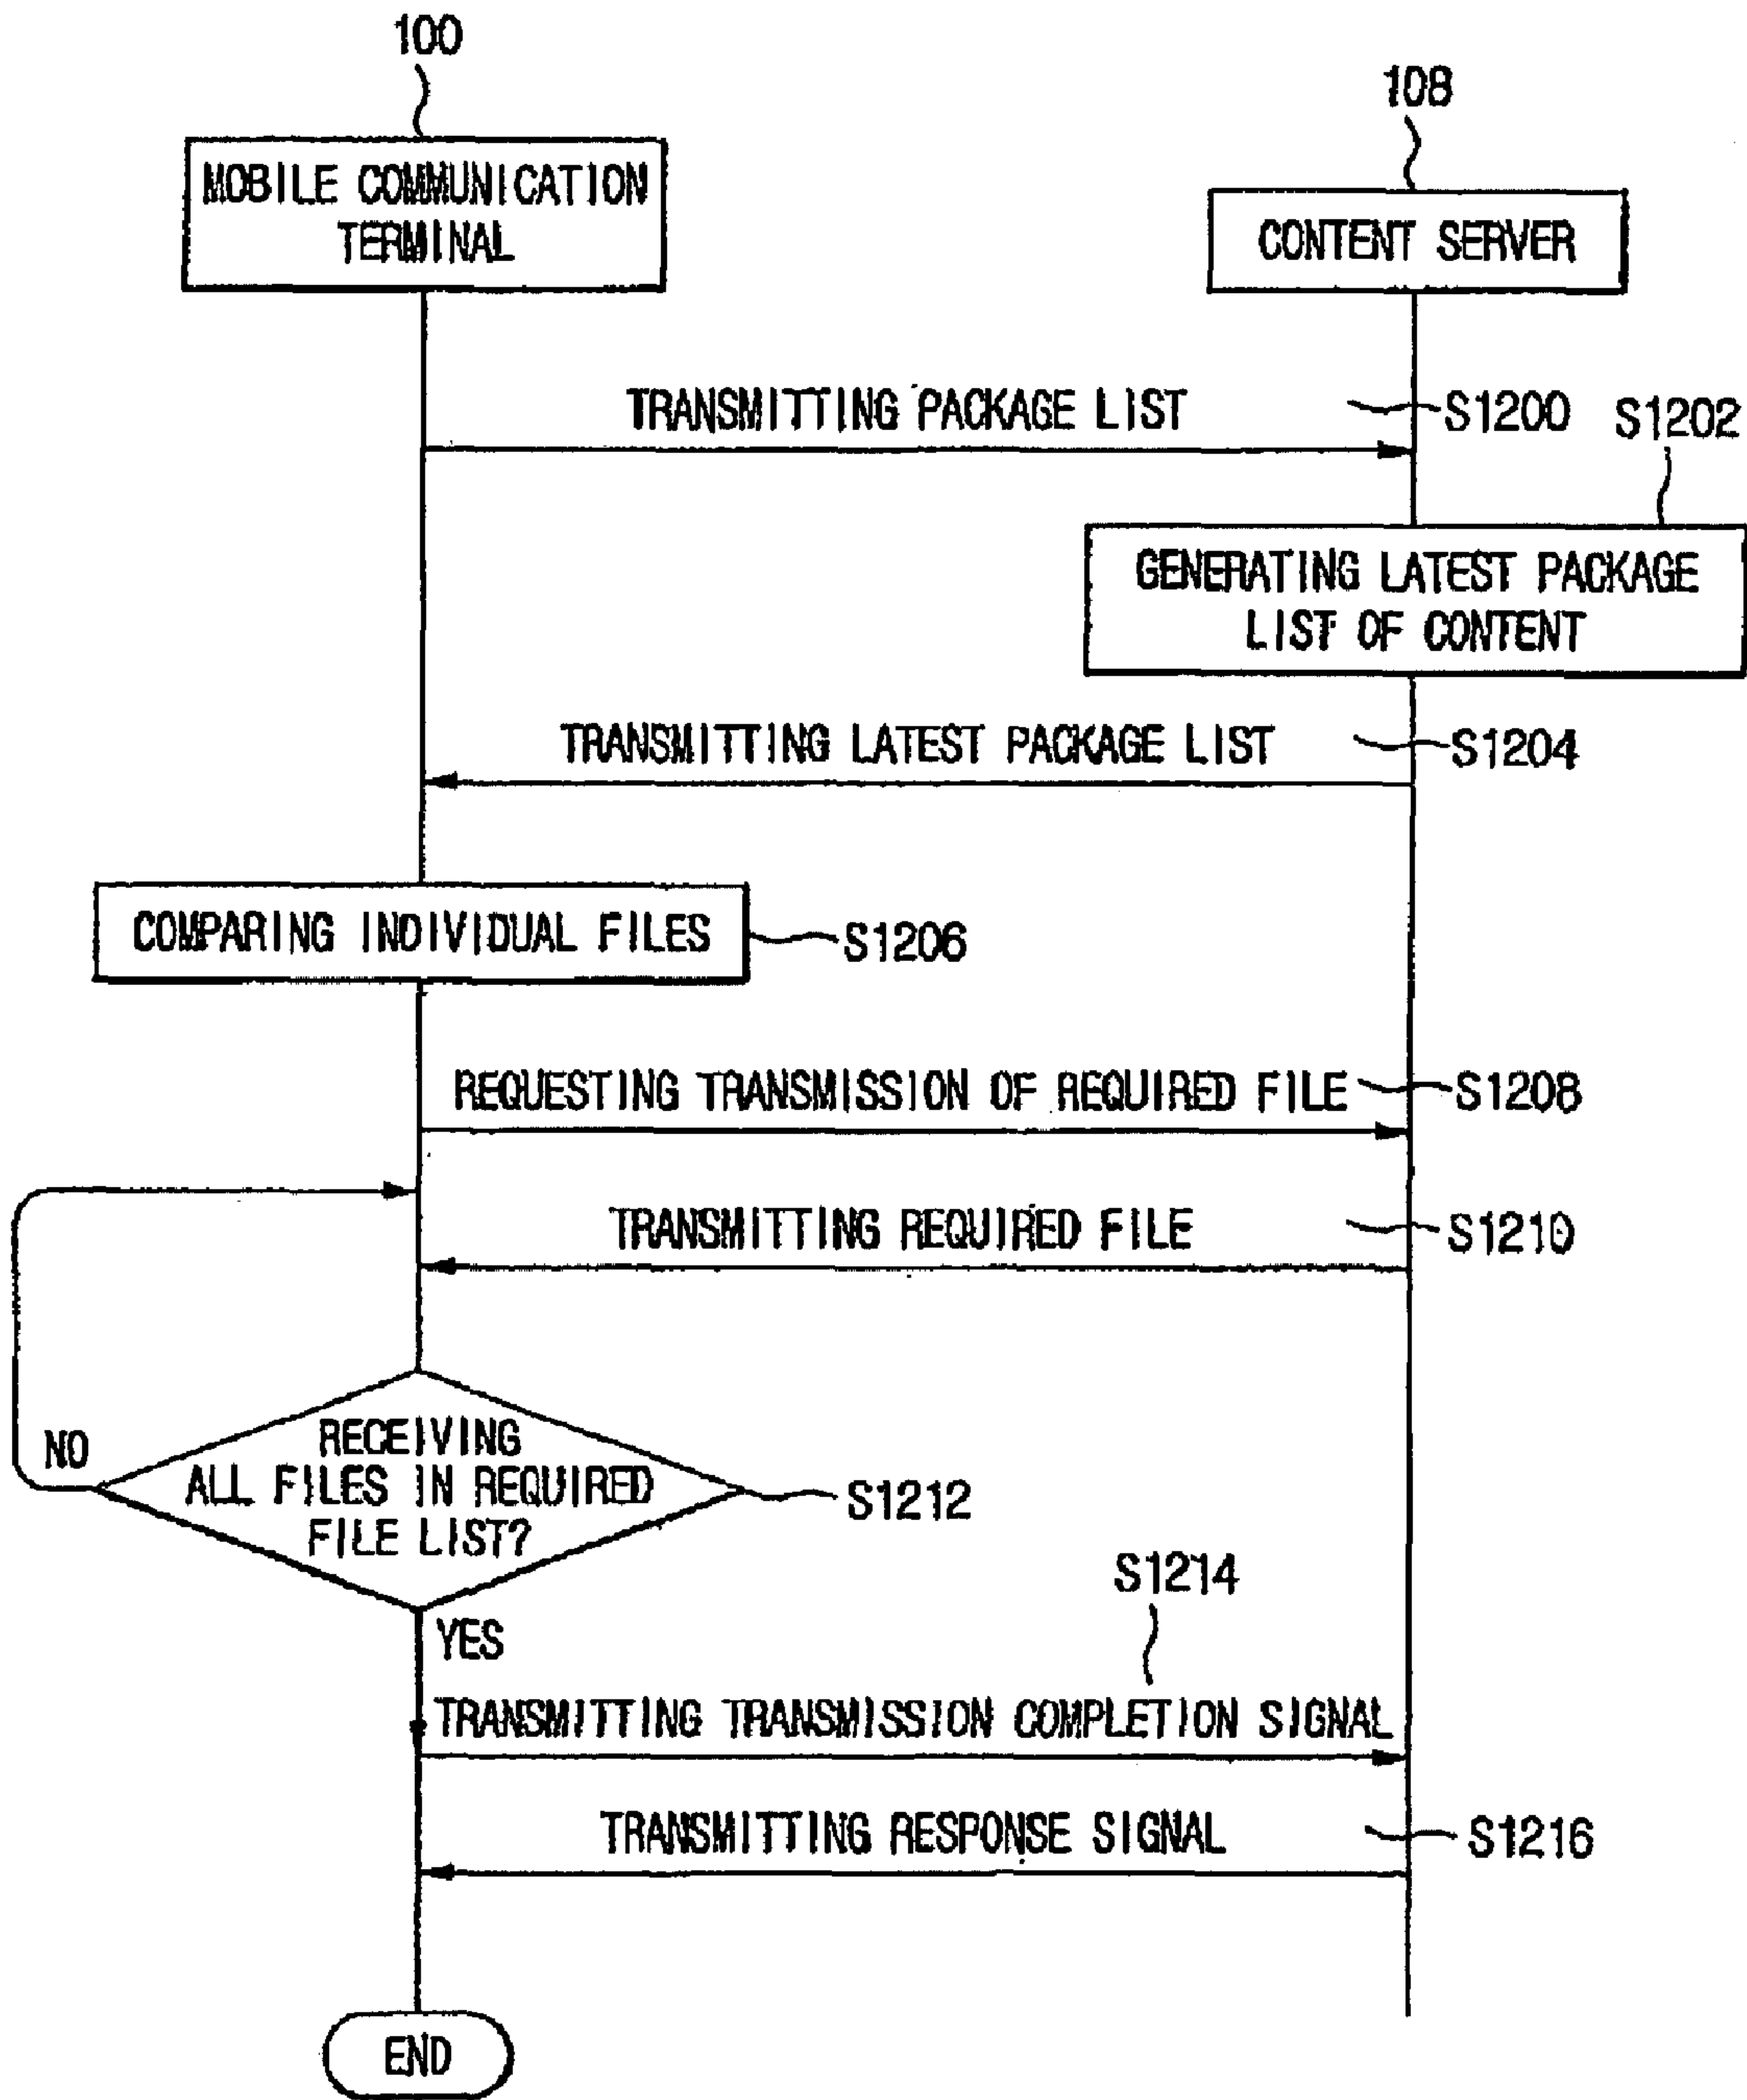 100
108
MOBILE COMMUNICATION
TERMINAL
CONTENT SERVER
TRANSMITTING PACKAGE LIST
S1200
S1202
GENERATING LATEST PACKAGE
LIST OF CONTENT
TRANSMITTING LATEST PACKAGE LIST
S1204
COMPARING INDIVIDUAL FILES
S1206
REQUESTING TRANSMISSION OF REQUIRED FILE
S1208
TRANSMITTING REQUIRED FILE
S1210
NO
RECEIVING
ALL FILES IN REQUIRED
FILE LIST?
S1212
YES
S1214
TRANSMITTING TRANSMISSION COMPLETION SIGNAL
TRANSMITTING RESPONSE SIGNAL
S1216
END